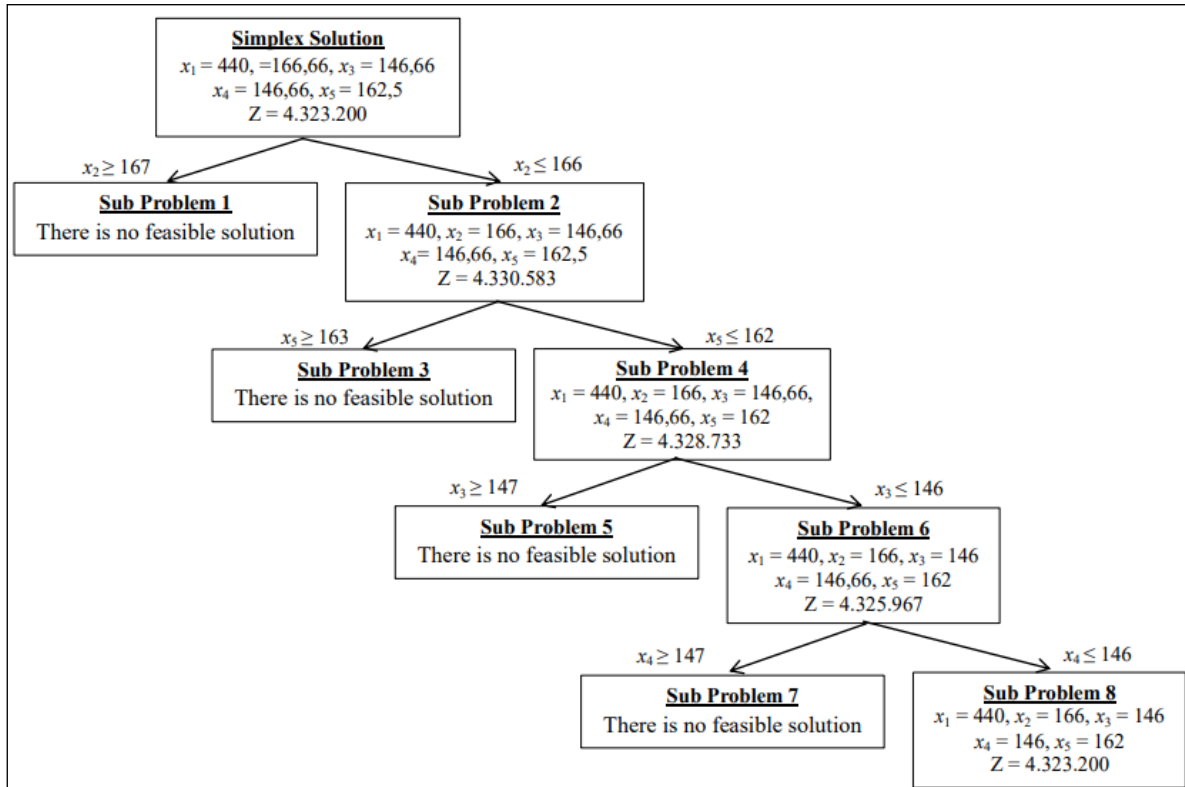 Simplex Solution
x₁ = 440, =166,66, x₃ = 146,66
x₄ = 146,66, x₅ = 162,5
Z = 4.323.200
x₂ ≥ 167
x₂ ≤ 166
Sub Problem 1
There is no feasible solution
Sub Problem 2
x₁ = 440, x₂ = 166, x₃ = 146,66
x₄= 146,66, x₅ = 162,5
Z = 4.330.583
x₅ ≥ 163
x₅ ≤ 162
Sub Problem 3
There is no feasible solution
Sub Problem 4
x₁ = 440, x₂ = 166, x₃ = 146,66,
x₄ = 146,66, x₅ = 162
Z = 4.328.733
x₃ ≥ 147
x₃ ≤ 146
Sub Problem 5
There is no feasible solution
Sub Problem 6
x₁ = 440, x₂ = 166, x₃ = 146
x₄ = 146,66, x₅ = 162
Z = 4.325.967
x₄ ≥ 147
x₄ ≤ 146
Sub Problem 7
There is no feasible solution
Sub Problem 8
x₁ = 440, x₂ = 166, x₃ = 146
x₄ = 146, x₅ = 162
Z = 4.323.200